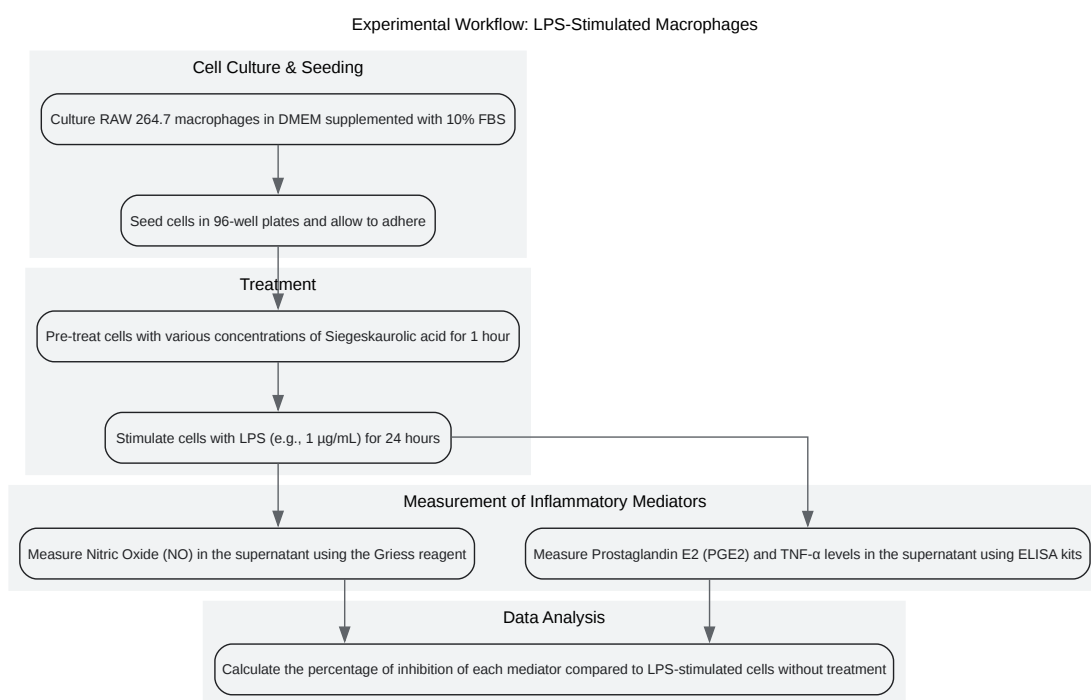 Experimental Workflow: LPS-Stimulated Macrophages
Cell Culture & Seeding
Culture RAW 264.7 macrophages in DMEM supplemented with 10% FBS
Seed cells in 96-well plates and allow to adhere
Treatment
Pre-treat cells with various concentrations of Siegeskaurolic acid for 1 hour
Stimulate cells with LPS (e.g., 1 µg/mL) for 24 hours
Measurement of Inflammatory Mediators
Measure Nitric Oxide (NO) in the supernatant using the Griess reagent
Measure Prostaglandin E2 (PGE2) and TNF-α levels in the supernatant using ELISA kits
Data Analysis
Calculate the percentage of inhibition of each mediator compared to LPS-stimulated cells without treatment